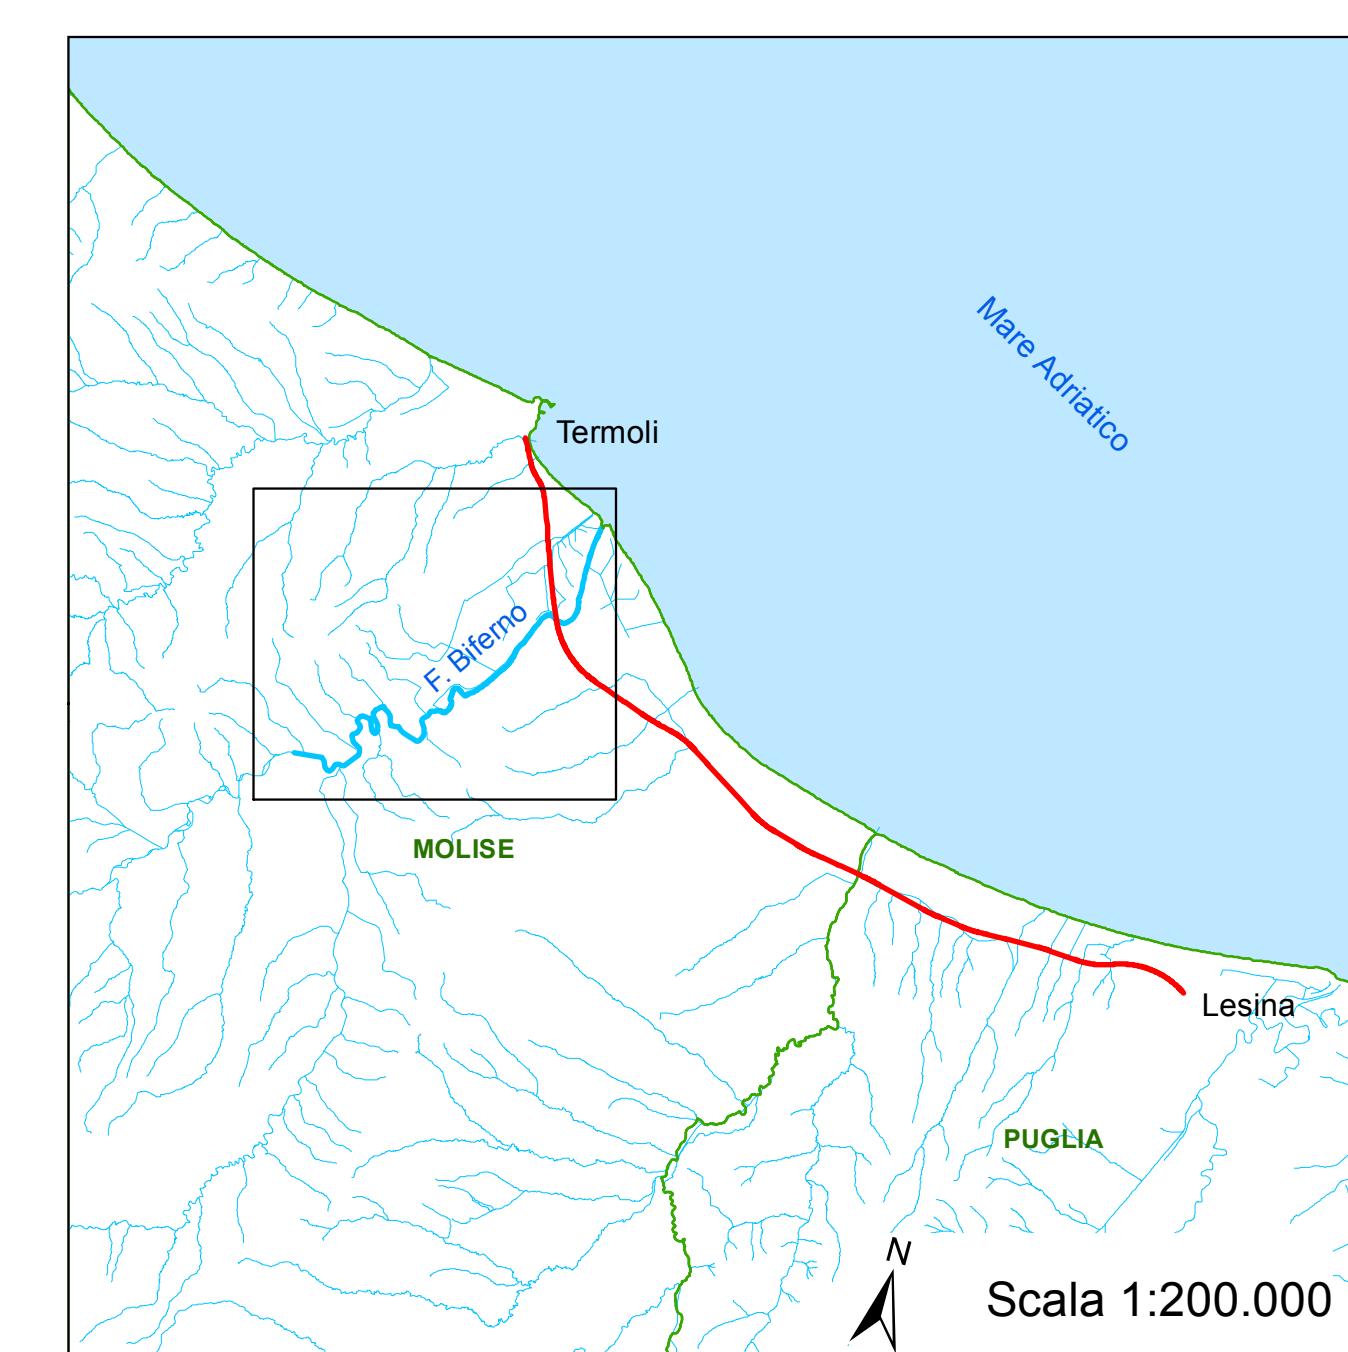 Mare Adriatico
Termoli
F. Biferno
MOLISE
Lesina
PUGLIA
N
Scala 1:200.000